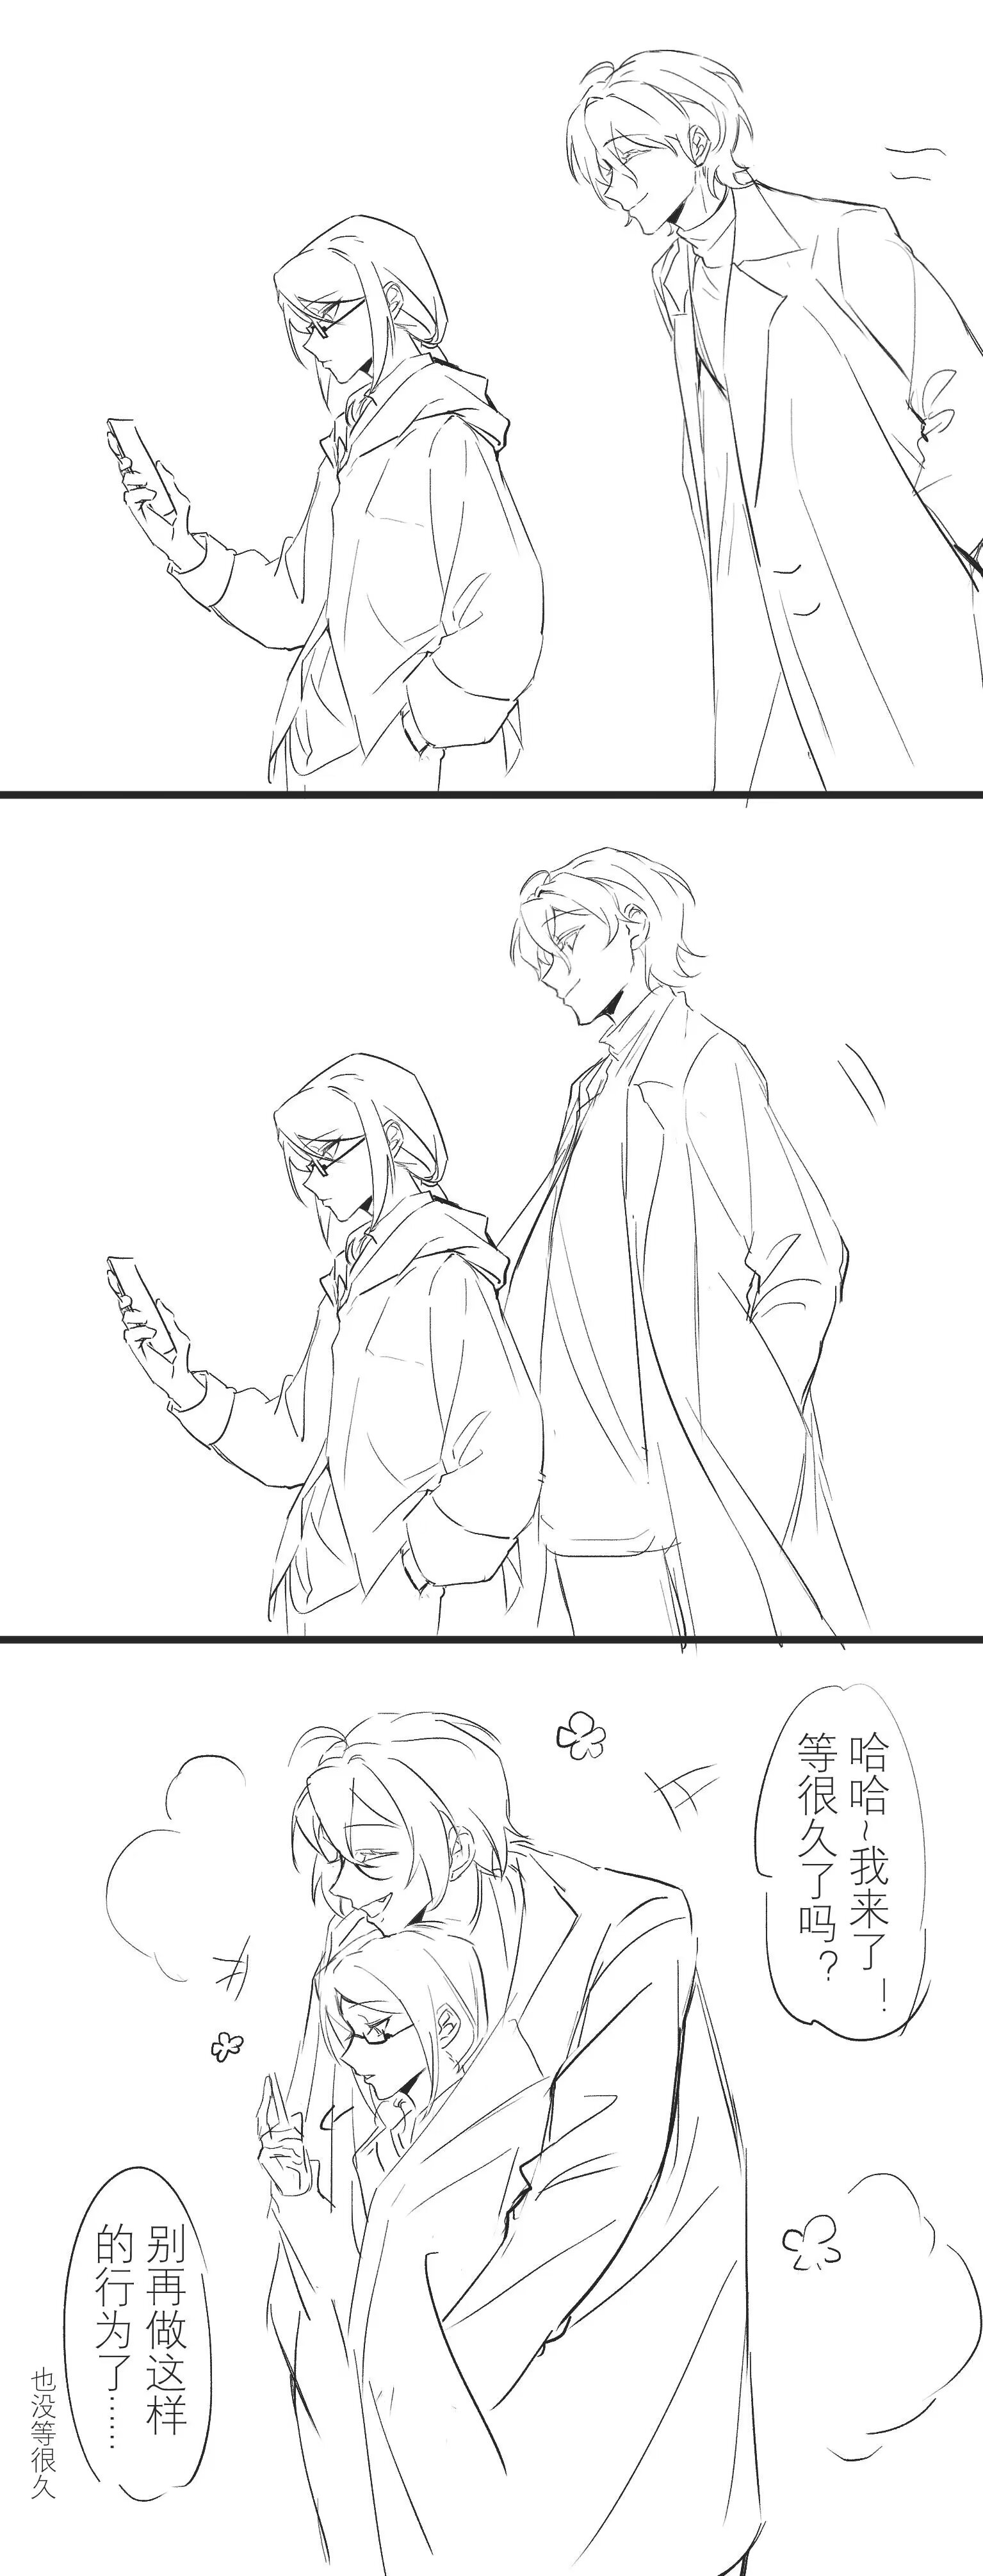 哈哈~我来了！
等很久了吗？
别再做这样
的行为了……
也没等很久